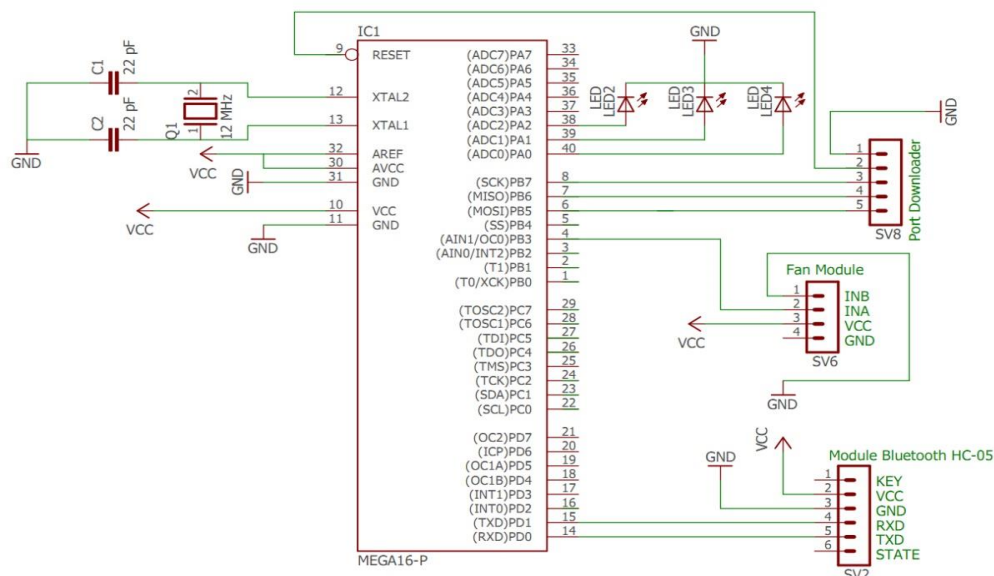 IC1
9 RESET
12 XTAL2
13 XTAL1
32 AREF
30 AVCC
31 GND
10 VCC
11 GND
(ADC7)PA7 33
(ADC6)PA6 34
(ADC5)PA5 35
(ADC4)PA4 36
(ADC3)PA3 37
(ADC2)PA2 38
(ADC1)PA1 39
(ADC0)PA0 40
(SCK)PB7 8
(MISO)PB6 7
(MOSI)PB5 6
(SS)PB4 5
(AIN1/OC0)PB3 4
(AIN0/INT2)PB2 3
(T1)PB1 2
(T0/XCK)PB0 1
(TOSC2)PC7 29
(TOSC1)PC6 28
(TDI)PC5 27
(TDO)PC4 26
(TMS)PC3 25
(TCK)PC2 24
(SDA)PC1 23
(SCL)PC0 22
(OC2)PD7 21
(ICP)PD6 20
(OC1A)PD5 19
(OC1B)PD4 18
(INT1)PD3 17
(INT0)PD2 16
(TXD)PD1 15
(RXD)PD0 14
MEGA16-P
C1
22 pF
C2
22 pF
Q1
2
1
12 MHz
GND
VCC
GND
VCC
GND
GND
LED
LED2
LED
LED3
LED
LED4
GND
1
2
3
4
5
SV8
Port Downloader
Fan Module
1 INB
2 INA
3 VCC
4 GND
SV6
VCC
GND
VCC
GND
Module Bluetooth HC-05
1 KEY
2 VCC
3 GND
4 RXD
5 TXD
6 STATE
SV2